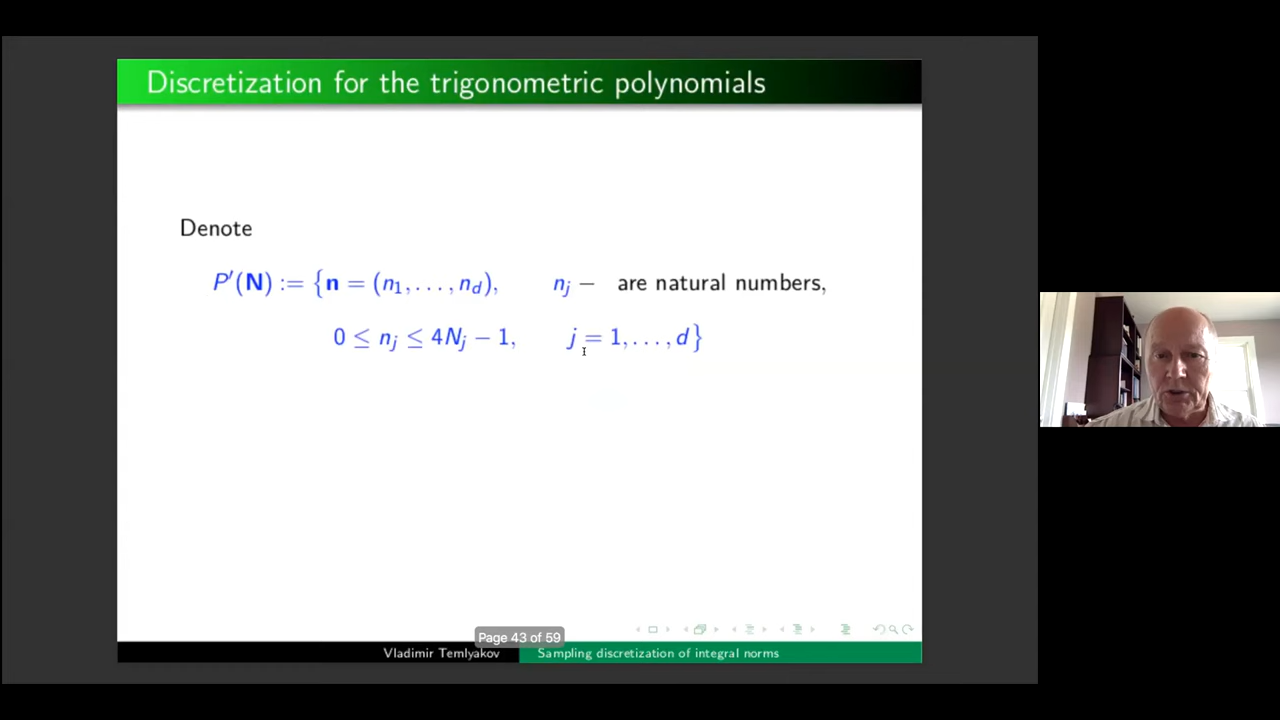 Discretization for the trigonometric polynomials
Denote
P′(N) := {n = (n₁, . . . , n_d), n_j − are natural numbers,
0 ≤ n_j ≤ 4N_j − 1, j = 1, . . . , d}
Page 43 of 59
Vladimir Temlyakov Sampling discretization of integral norms